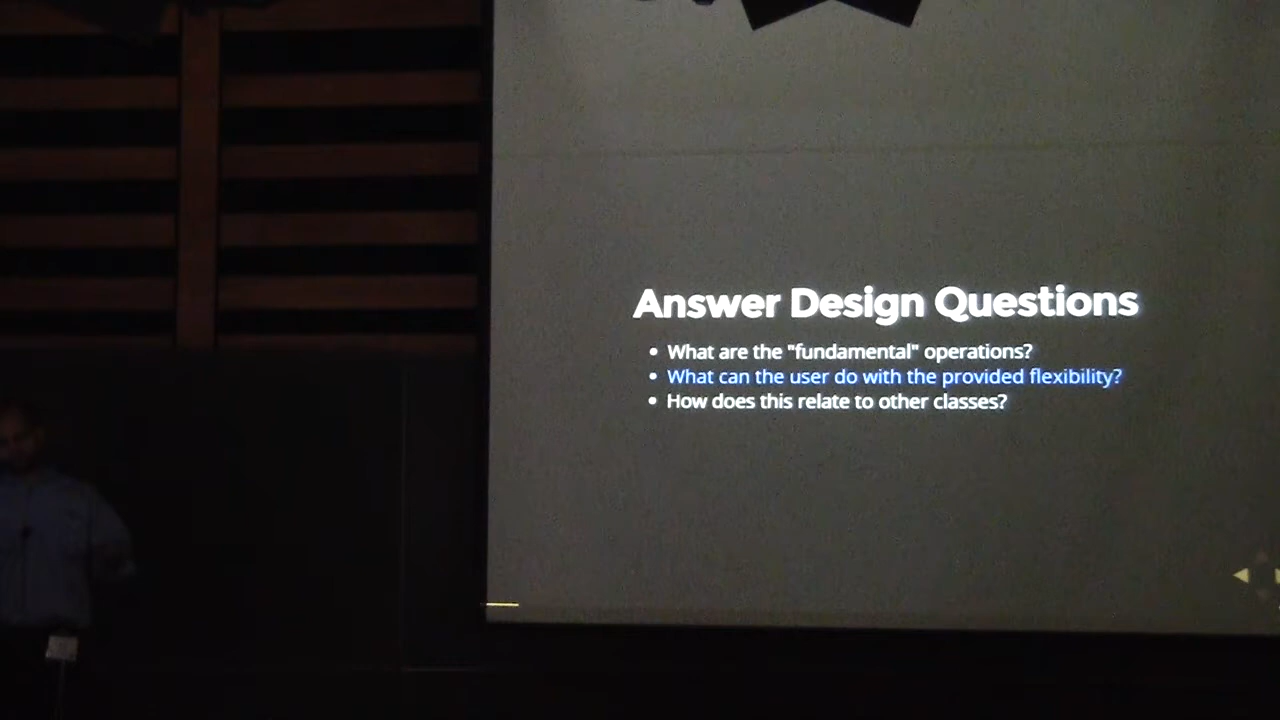 Answer Design Questions
• What are the "fundamental" operations?
• What can the user do with the provided flexibility?
• How does this relate to other classes?